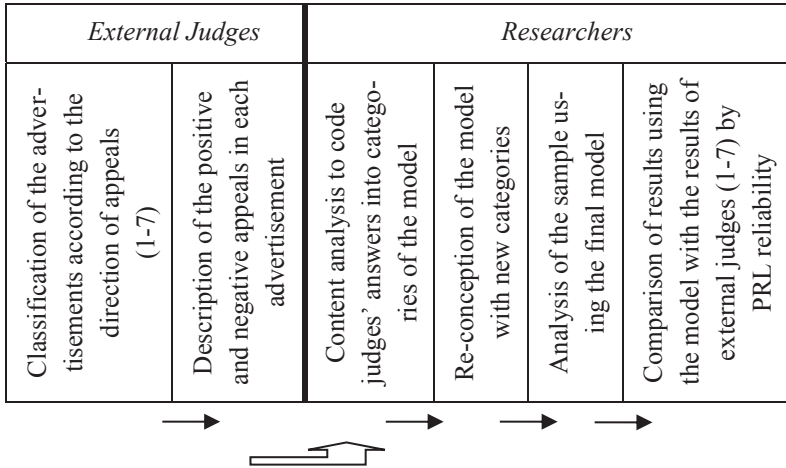 External Judges
Researchers
Classification of the adver-
tisements according to the
direction of appeals
(1-7)
Description of the positive
and negative appeals in each
advertisement
Content analysis to code
judges’ answers into catego-
ries of the model
Re-conception of the model
with new categories
Analysis of the sample us-
ing the final model
Comparison of results using
the model with the results of
external judges (1-7) by
PRL reliability